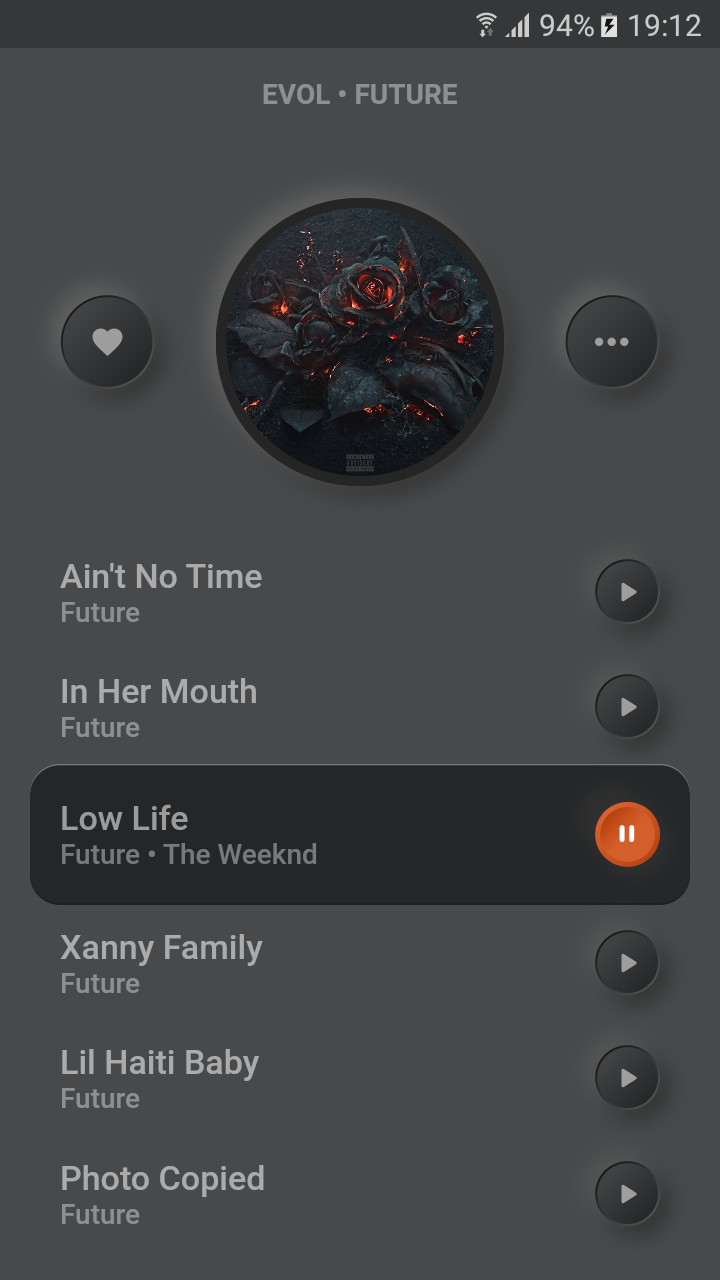 94% 19:12
EVOL • FUTURE
ADVISORY
Ain't No Time
Future
In Her Mouth
Future
Low Life
Future • The Weeknd
Xanny Family
Future
Lil Haiti Baby
Future
Photo Copied
Future